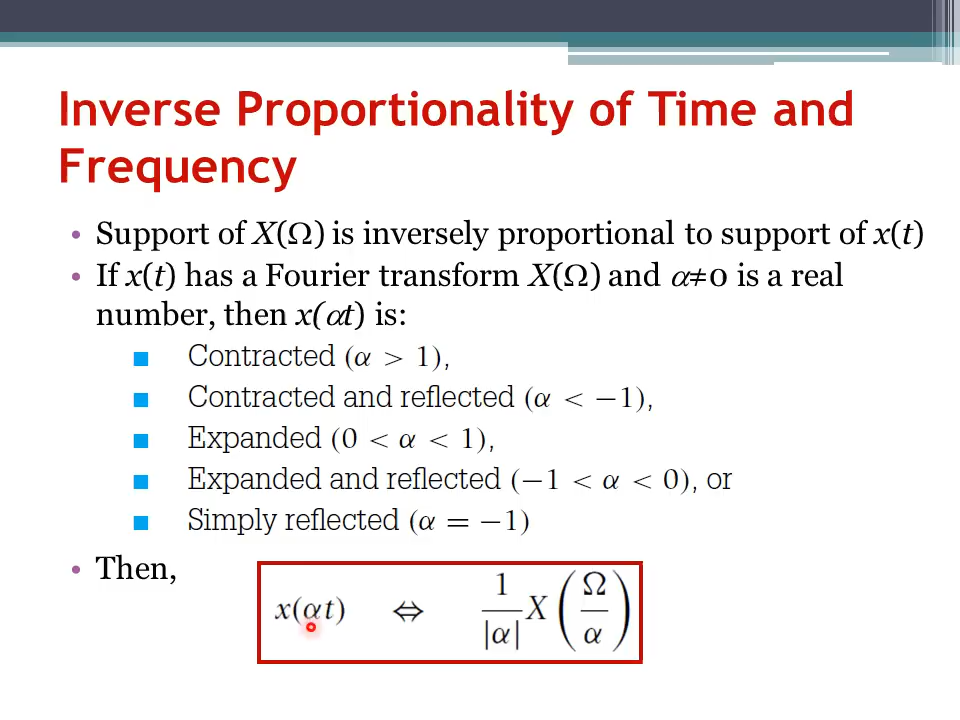 Inverse Proportionality of Time and
Frequency
• Support of X(Ω) is inversely proportional to support of x(t)
• If x(t) has a Fourier transform X(Ω) and α≠0 is a real
number, then x(αt) is:
■ Contracted (α > 1),
■ Contracted and reflected (α < −1),
■ Expanded (0 < α < 1),
■ Expanded and reflected (−1 < α < 0), or
■ Simply reflected (α = −1)
• Then,
x(αt) ⇔ 1/|α| X(Ω/α)